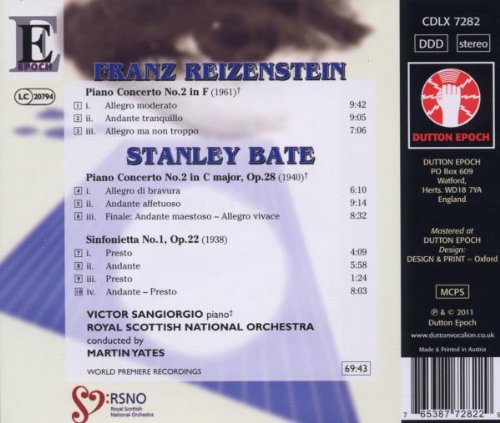 E
EPOCH
LC 20794
FRANZ REIZENSTEIN
Piano Concerto No.2 in F (1961)†
1 i. Allegro moderato 9:42
2 ii. Andante tranquillo 9:05
3 iii. Allegro ma non troppo 7:06
STANLEY BATE
Piano Concerto No.2 in C major, Op.28 (1940)†
4 i. Allegro di bravura 6:10
5 ii. Andante affetuoso 9:14
6 iii. Finale: Andante maestoso – Allegro vivace 8:32
Sinfonietta No.1, Op.22 (1938)
7 i. Presto 4:09
8 ii. Andante 5:58
9 iii. Presto 1:24
10 iv. Andante – Presto 8:03
VICTOR SANGIORGIO piano†
ROYAL SCOTTISH NATIONAL ORCHESTRA
conducted by
MARTIN YATES
WORLD PREMIERE RECORDINGS
69:43
:RSNO
Royal Scottish
National Orchestra
CDLX 7282
DDD stereo
DUTTON EPOCH
DUTTON EPOCH
PO Box 609
Watford,
Herts. WD18 7YA
England
Mastered at
DUTTON EPOCH
Design:
DESIGN & PRINT – Oxford
MCPS
℗ & © 2011
Dutton Epoch
www.duttonvocalion.co.uk
Made & Printed in Austria
7 65387 72822 9